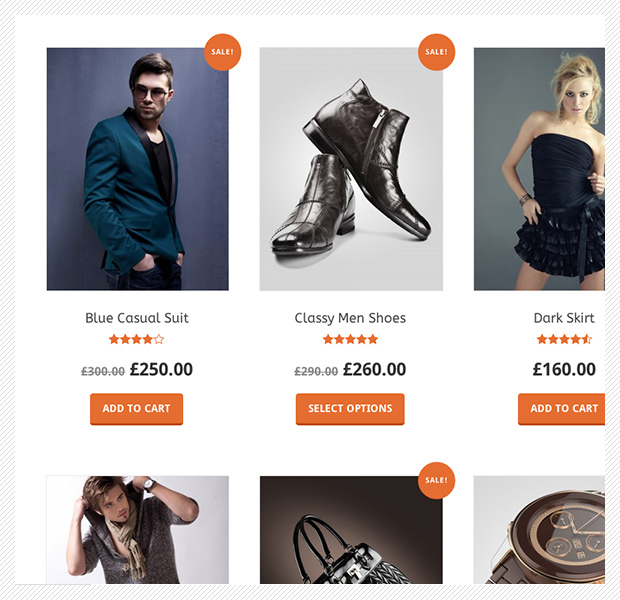 SALE!
SALE!
Blue Casual Suit
Classy Men Shoes
Dark Skirt
£300.00 £250.00
£290.00 £260.00
£160.00
ADD TO CART
SELECT OPTIONS
ADD TO CART
SALE!